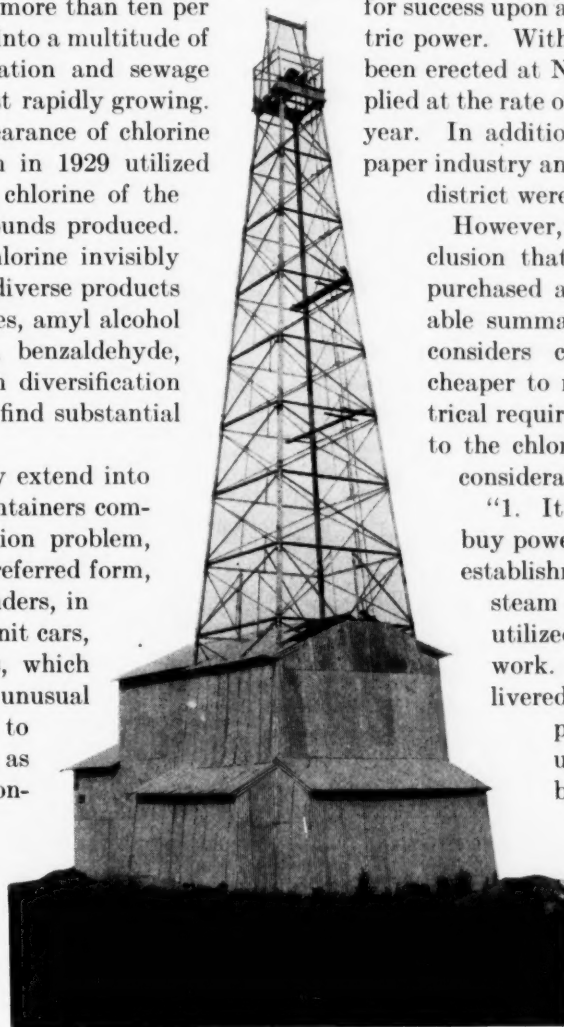 more than ten per
into a multitude of
ation and sewage
t rapidly growing.
earance of chlorine
n in 1929 utilized
chlorine of the
unds produced.
lorine invisibly
diverse products
es, amyl alcohol
benzaldehyde,
n diversification
find substantial
y extend into
ntainers com-
ion problem,
referred form,
ders, in
nit cars,
, which
unusual
to
as
on-
for success upon a
tric power. With
been erected at N
plied at the rate o
year. In addition
paper industry an
district were
However,
clusion that
purchased a
able summa
considers c
cheaper to r
trical requir
to the chlor
considera
"1. It
buy powe
establishm
steam
utilized
work.
livered
p
u
b